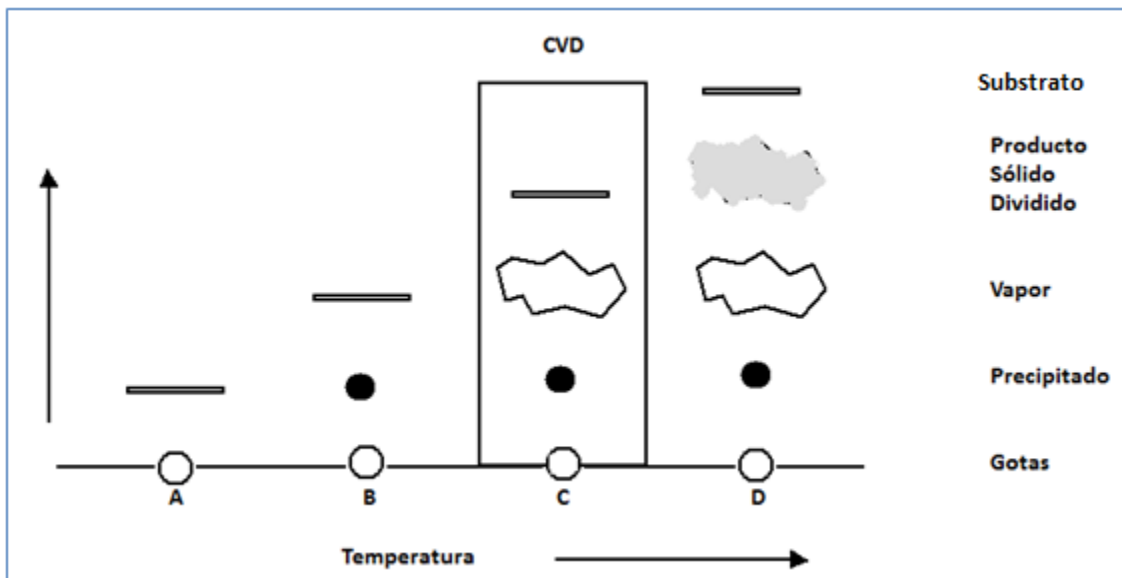 CVD
Substrato
Producto
Sólido
Dividido
Vapor
Precipitado
Gotas
A B C D
Temperatura